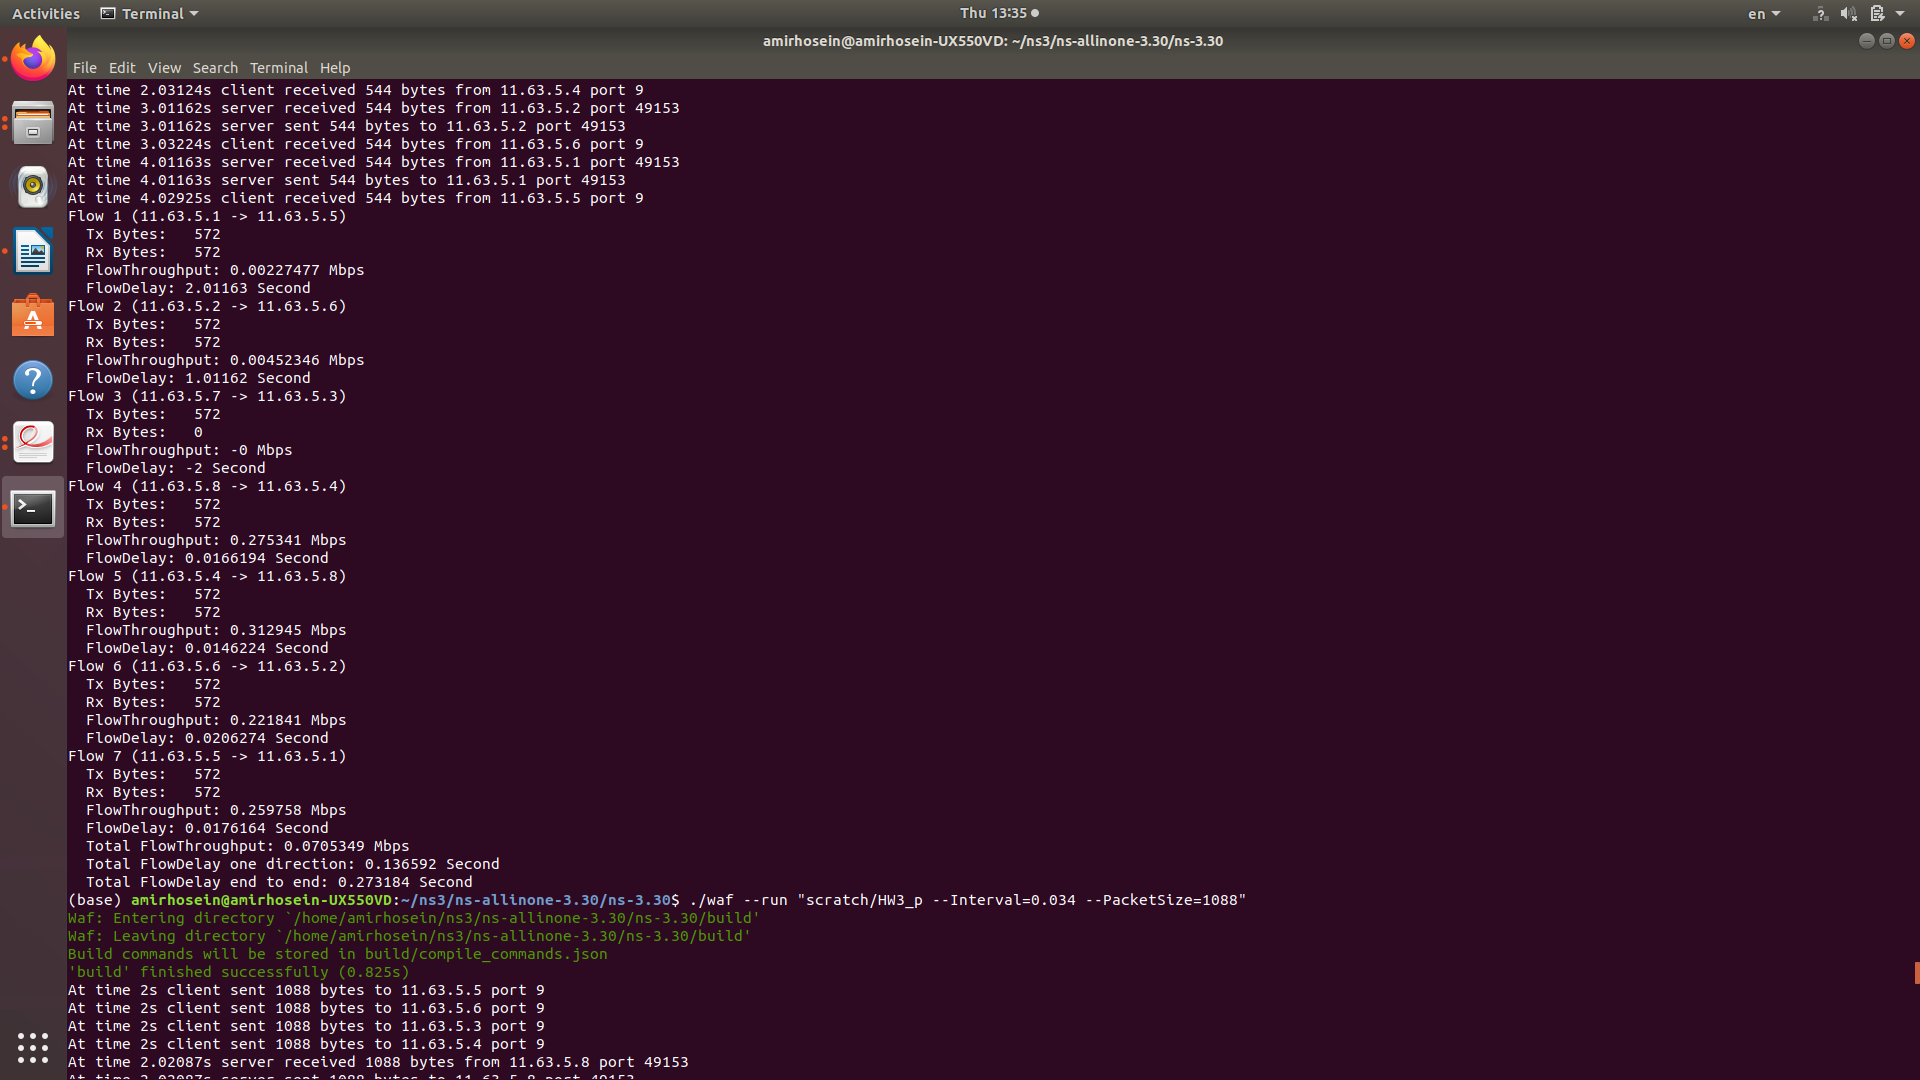 Activities Terminal Thu 13:35 en
amirhosein@amirhosein-UX550VD: ~/ns3/ns-allinone-3.30/ns-3.30
File Edit View Search Terminal Help
At time 2.03124s client received 544 bytes from 11.63.5.4 port 9
At time 3.01162s server received 544 bytes from 11.63.5.2 port 49153
At time 3.01162s server sent 544 bytes to 11.63.5.2 port 49153
At time 3.03224s client received 544 bytes from 11.63.5.6 port 9
At time 4.01163s server received 544 bytes from 11.63.5.1 port 49153
At time 4.01163s server sent 544 bytes to 11.63.5.1 port 49153
At time 4.02925s client received 544 bytes from 11.63.5.5 port 9
Flow 1 (11.63.5.1 -> 11.63.5.5)
  Tx Bytes:   572
  Rx Bytes:   572
  FlowThroughput: 0.00227477 Mbps
  FlowDelay: 2.01163 Second
Flow 2 (11.63.5.2 -> 11.63.5.6)
  Tx Bytes:   572
  Rx Bytes:   572
  FlowThroughput: 0.00452346 Mbps
  FlowDelay: 1.01162 Second
Flow 3 (11.63.5.7 -> 11.63.5.3)
  Tx Bytes:   572
  Rx Bytes:   0
  FlowThroughput: -0 Mbps
  FlowDelay: -2 Second
Flow 4 (11.63.5.8 -> 11.63.5.4)
  Tx Bytes:   572
  Rx Bytes:   572
  FlowThroughput: 0.275341 Mbps
  FlowDelay: 0.0166194 Second
Flow 5 (11.63.5.4 -> 11.63.5.8)
  Tx Bytes:   572
  Rx Bytes:   572
  FlowThroughput: 0.312945 Mbps
  FlowDelay: 0.0146224 Second
Flow 6 (11.63.5.6 -> 11.63.5.2)
  Tx Bytes:   572
  Rx Bytes:   572
  FlowThroughput: 0.221841 Mbps
  FlowDelay: 0.0206274 Second
Flow 7 (11.63.5.5 -> 11.63.5.1)
  Tx Bytes:   572
  Rx Bytes:   572
  FlowThroughput: 0.259758 Mbps
  FlowDelay: 0.0176164 Second
  Total FlowThroughput: 0.0705349 Mbps
  Total FlowDelay one direction: 0.136592 Second
  Total FlowDelay end to end: 0.273184 Second
(base) amirhosein@amirhosein-UX550VD:~/ns3/ns-allinone-3.30/ns-3.30$ ./waf --run "scratch/HW3_p --Interval=0.034 --PacketSize=1088"
Waf: Entering directory `/home/amirhosein/ns3/ns-allinone-3.30/ns-3.30/build'
Waf: Leaving directory `/home/amirhosein/ns3/ns-allinone-3.30/ns-3.30/build'
Build commands will be stored in build/compile_commands.json
'build' finished successfully (0.825s)
At time 2s client sent 1088 bytes to 11.63.5.5 port 9
At time 2s client sent 1088 bytes to 11.63.5.6 port 9
At time 2s client sent 1088 bytes to 11.63.5.3 port 9
At time 2s client sent 1088 bytes to 11.63.5.4 port 9
At time 2.02087s server received 1088 bytes from 11.63.5.8 port 49153
At time 2.02087s server sent 1088 bytes to 11.63.5.8 port 49153